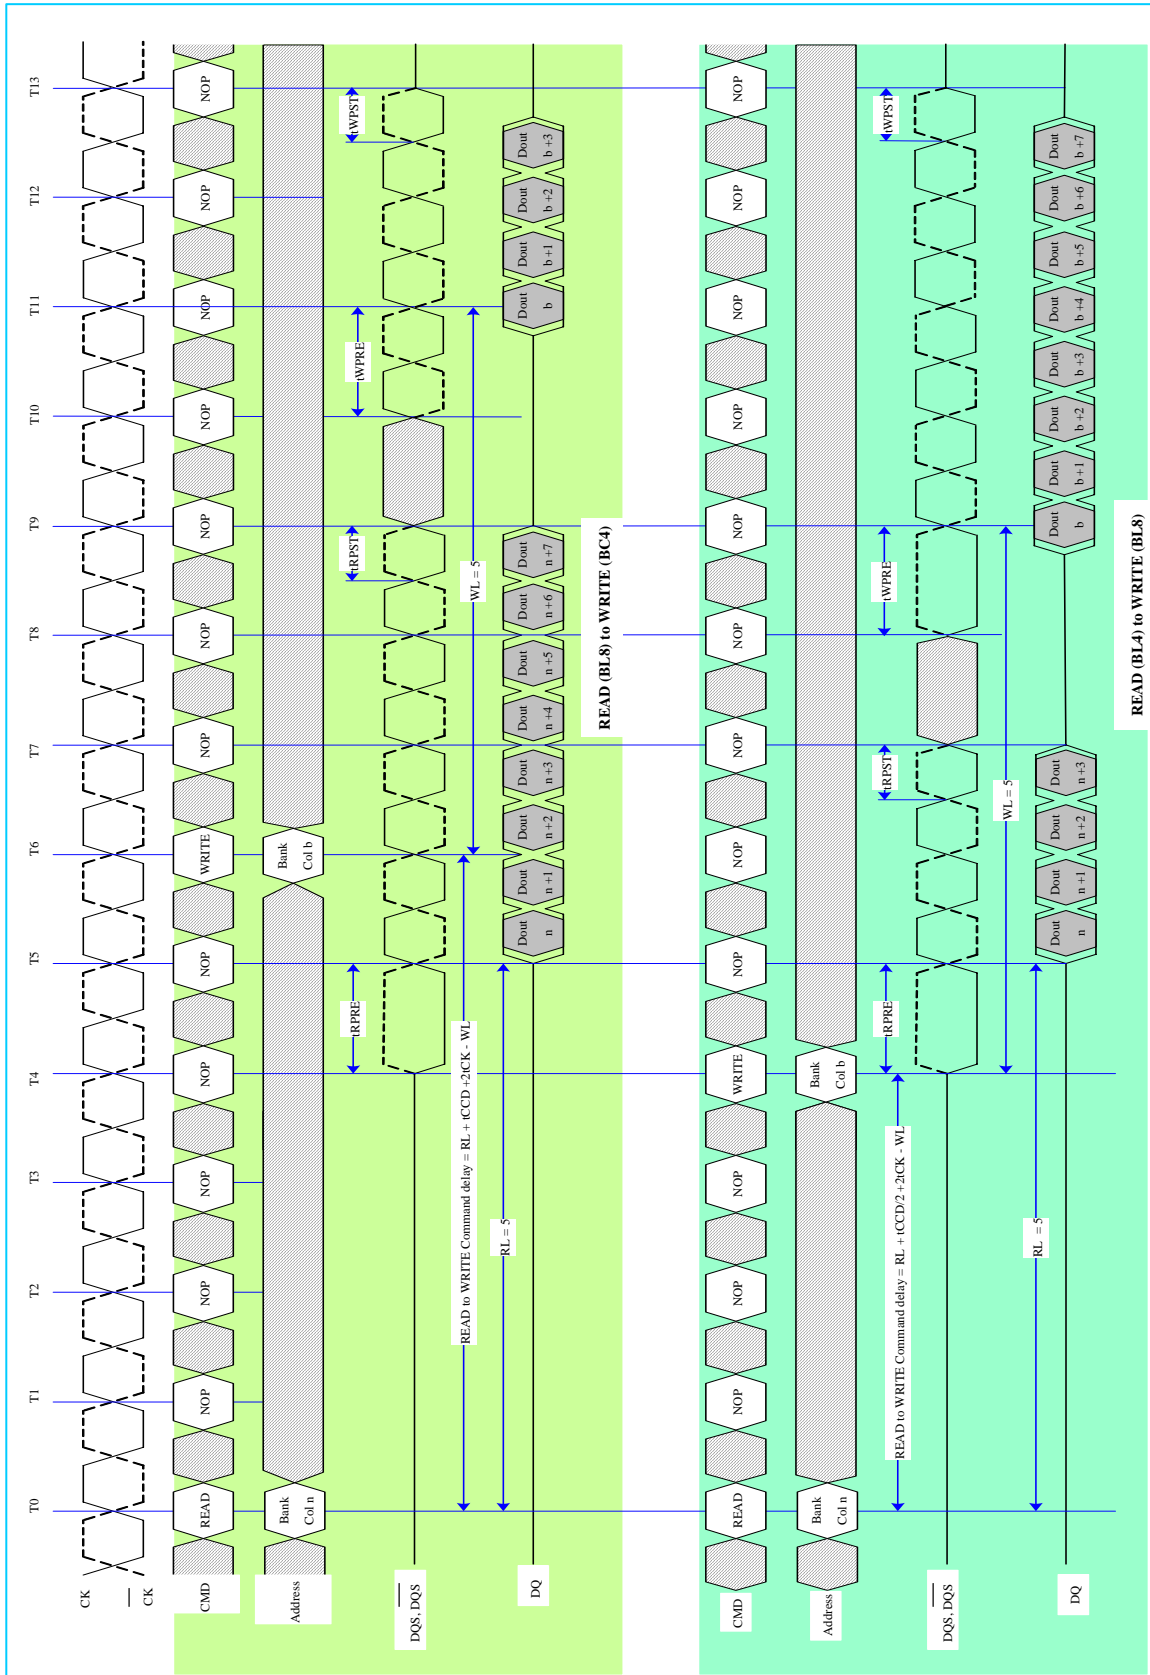 T0 T1 T2 T3 T4 T5 T6 T7 T8 T9 T10 T11 T12 T13
CK
CK
CMD READ NOP NOP NOP NOP NOP WRITE NOP NOP NOP NOP NOP NOP NOP
Bank Bank
Address Col n Col b
tRPRE tRPST tWPRE tWPST
DQS, DQS
READ to WRITE Command delay = RL + tCCD +2tCK - WL WL = 5
RL = 5
Dout Dout Dout Dout Dout Dout Dout Dout Dout Dout Dout Dout
DQ n n +1 n +2 n +3 n +4 n +5 n +6 n +7 b b +1 b +2 b +3
READ (BL8) to WRITE (BC4)
CMD READ NOP NOP NOP WRITE NOP NOP NOP NOP NOP NOP NOP NOP NOP
Bank Bank
Address Col n Col b
tRPRE tRPST tWPRE tWPST
READ to WRITE Command delay = RL + tCCD/2 +2tCK - WL
DQS, DQS
WL = 5
RL = 5
Dout Dout Dout Dout Dout Dout Dout Dout Dout Dout Dout Dout
DQ n n +1 n +2 n +3 b b +1 b +2 b +3 b +4 b +5 b +6 b +7
READ (BL4) to WRITE (BL8)